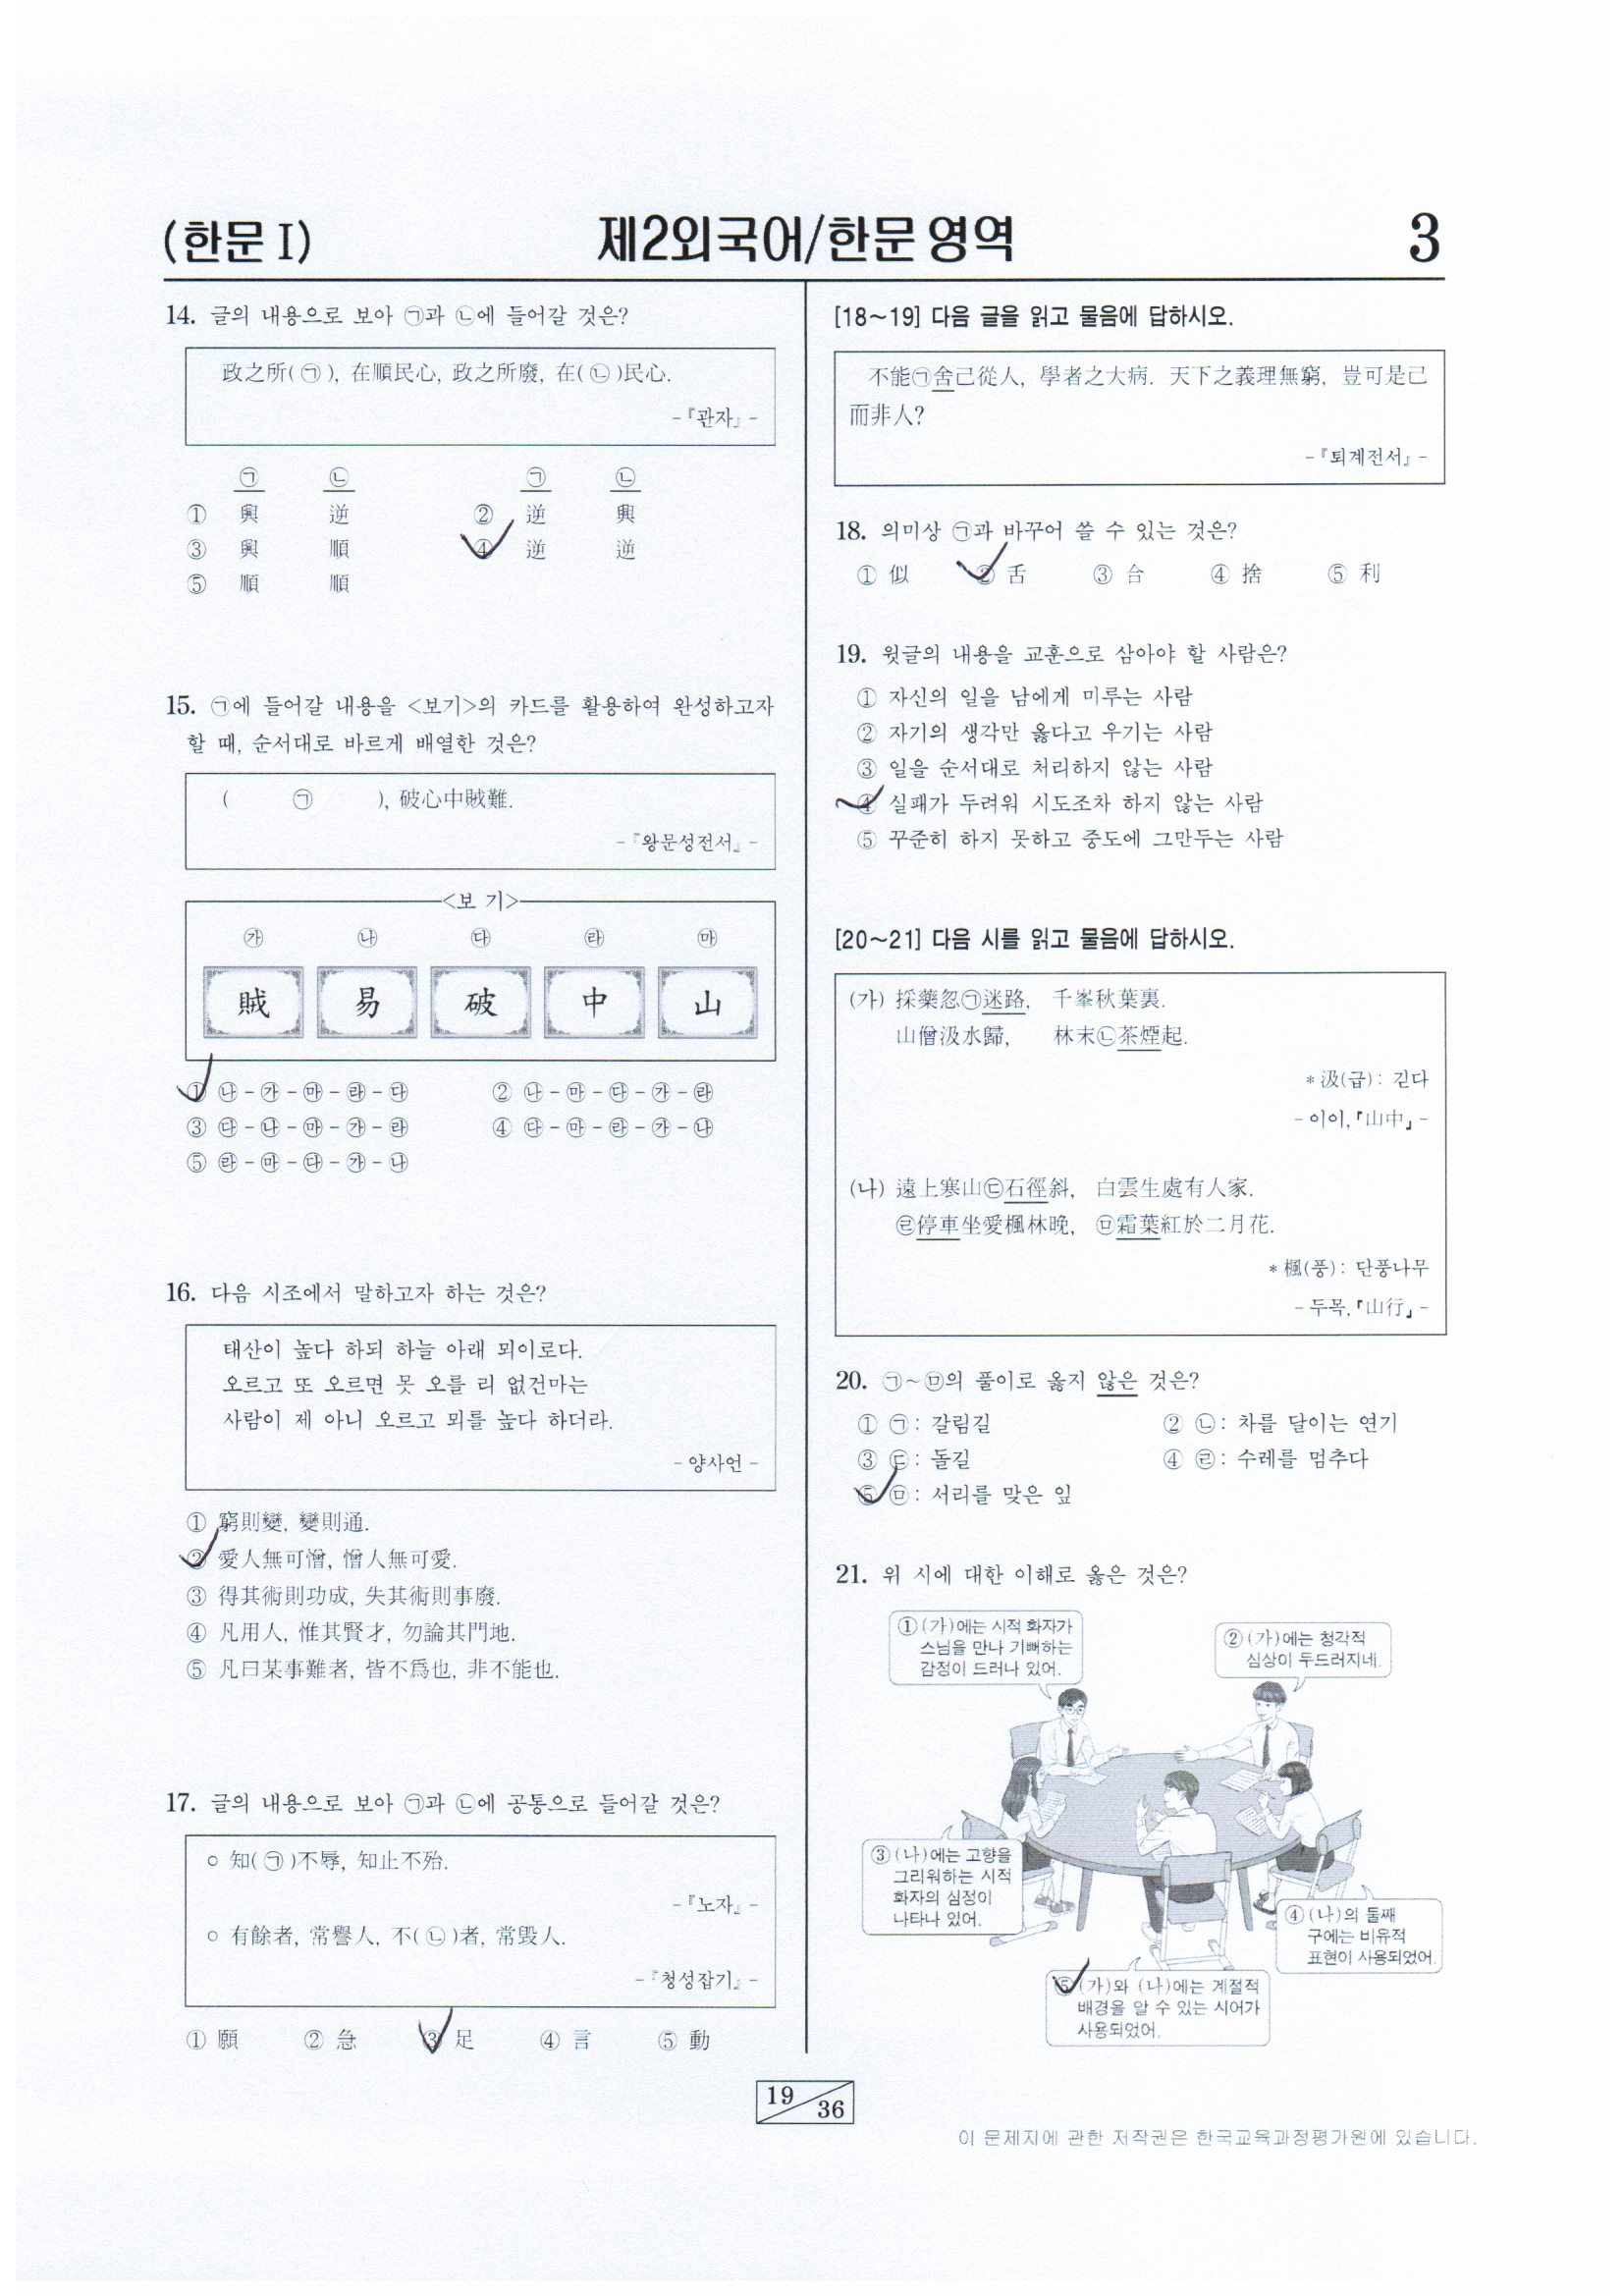 (한문 I)
제2외국어/한문 영역
3
14. 글의 내용으로 보아 ㉠과 ㉡에 들어갈 것은?
政之所( ㉠ ), 在順民心, 政之所廢, 在( ㉡ )民心.
-『관자』-
㉠ ㉡ ㉠ ㉡
① 興 逆 ② 逆 興
③ 興 順 ④ 逆 逆
⑤ 順 順
15. ㉠에 들어갈 내용을 <보기>의 카드를 활용하여 완성하고자
할 때, 순서대로 바르게 배열한 것은?
( ㉠ ), 破心中賊難.
-『왕문성전서』-
<보 기>
㉮ ㉯ ㉰ ㉱ ㉲
賊 易 破 中 山
① ㉯-㉮-㉲-㉱-㉰ ② ㉯-㉲-㉰-㉮-㉱
③ ㉰-㉯-㉲-㉮-㉱ ④ ㉰-㉲-㉱-㉮-㉯
⑤ ㉱-㉲-㉰-㉮-㉯
16. 다음 시조에서 말하고자 하는 것은?
태산이 높다 하되 하늘 아래 뫼이로다.
오르고 또 오르면 못 오를 리 없건마는
사람이 제 아니 오르고 뫼를 높다 하더라.
- 양사언 -
① 窮則變, 變則通.
② 愛人無可憎, 憎人無可愛.
③ 得其術則功成, 失其術則事廢.
④ 凡用人, 惟其賢才, 勿論其門地.
⑤ 凡曰某事難者, 皆不爲也, 非不能也.
17. 글의 내용으로 보아 ㉠과 ㉡에 공통으로 들어갈 것은?
○ 知( ㉠ )不辱, 知止不殆.
-『노자』-
○ 有餘者, 常譽人, 不( ㉡ )者, 常毀人.
-『청성잡기』-
① 願 ② 急 ③ 足 ④ 言 ⑤ 動
[18~19] 다음 글을 읽고 물음에 답하시오.
不能㉠舍己從人, 學者之大病. 天下之義理無窮, 豈可是己
而非人?
-『퇴계전서』-
18. 의미상 ㉠과 바꾸어 쓸 수 있는 것은?
① 似 ② 舌 ③ 合 ④ 捨 ⑤ 利
19. 윗글의 내용을 교훈으로 삼아야 할 사람은?
① 자신의 일을 남에게 미루는 사람
② 자기의 생각만 옳다고 우기는 사람
③ 일을 순서대로 처리하지 않는 사람
④ 실패가 두려워 시도조차 하지 않는 사람
⑤ 꾸준히 하지 못하고 중도에 그만두는 사람
[20~21] 다음 시를 읽고 물음에 답하시오.
(가) 採藥忽㉠迷路, 千峯秋葉裏.
山僧汲水歸, 林末㉡茶煙起.
* 汲(급): 긷다
- 이이,『山中』-
(나) 遠上寒山㉢石徑斜, 白雲生處有人家.
㉣停車坐愛楓林晚, ㉤霜葉紅於二月花.
* 楓(풍): 단풍나무
- 두목,『山行』-
20. ㉠~㉤의 풀이로 옳지 않은 것은?
① ㉠: 갈림길 ② ㉡: 차를 달이는 연기
③ ㉢: 돌길 ④ ㉣: 수레를 멈추다
⑤ ㉤: 서리를 맞은 잎
21. 위 시에 대한 이해로 옳은 것은?
① (가)에는 시적 화자가
스님을 만나 기뻐하는
감정이 드러나 있어.
② (가)에는 청각적
심상이 두드러지네.
③ (나)에는 고향을
그리워하는 시적
화자의 심정이
나타나 있어.
④ (나)의 둘째
구에는 비유적
표현이 사용되었어.
⑤ (가)와 (나)에는 계절적
배경을 알 수 있는 시어가
사용되었어.
19
36
이 문제지에 관한 저작권은 한국교육과정평가원에 있습니다.